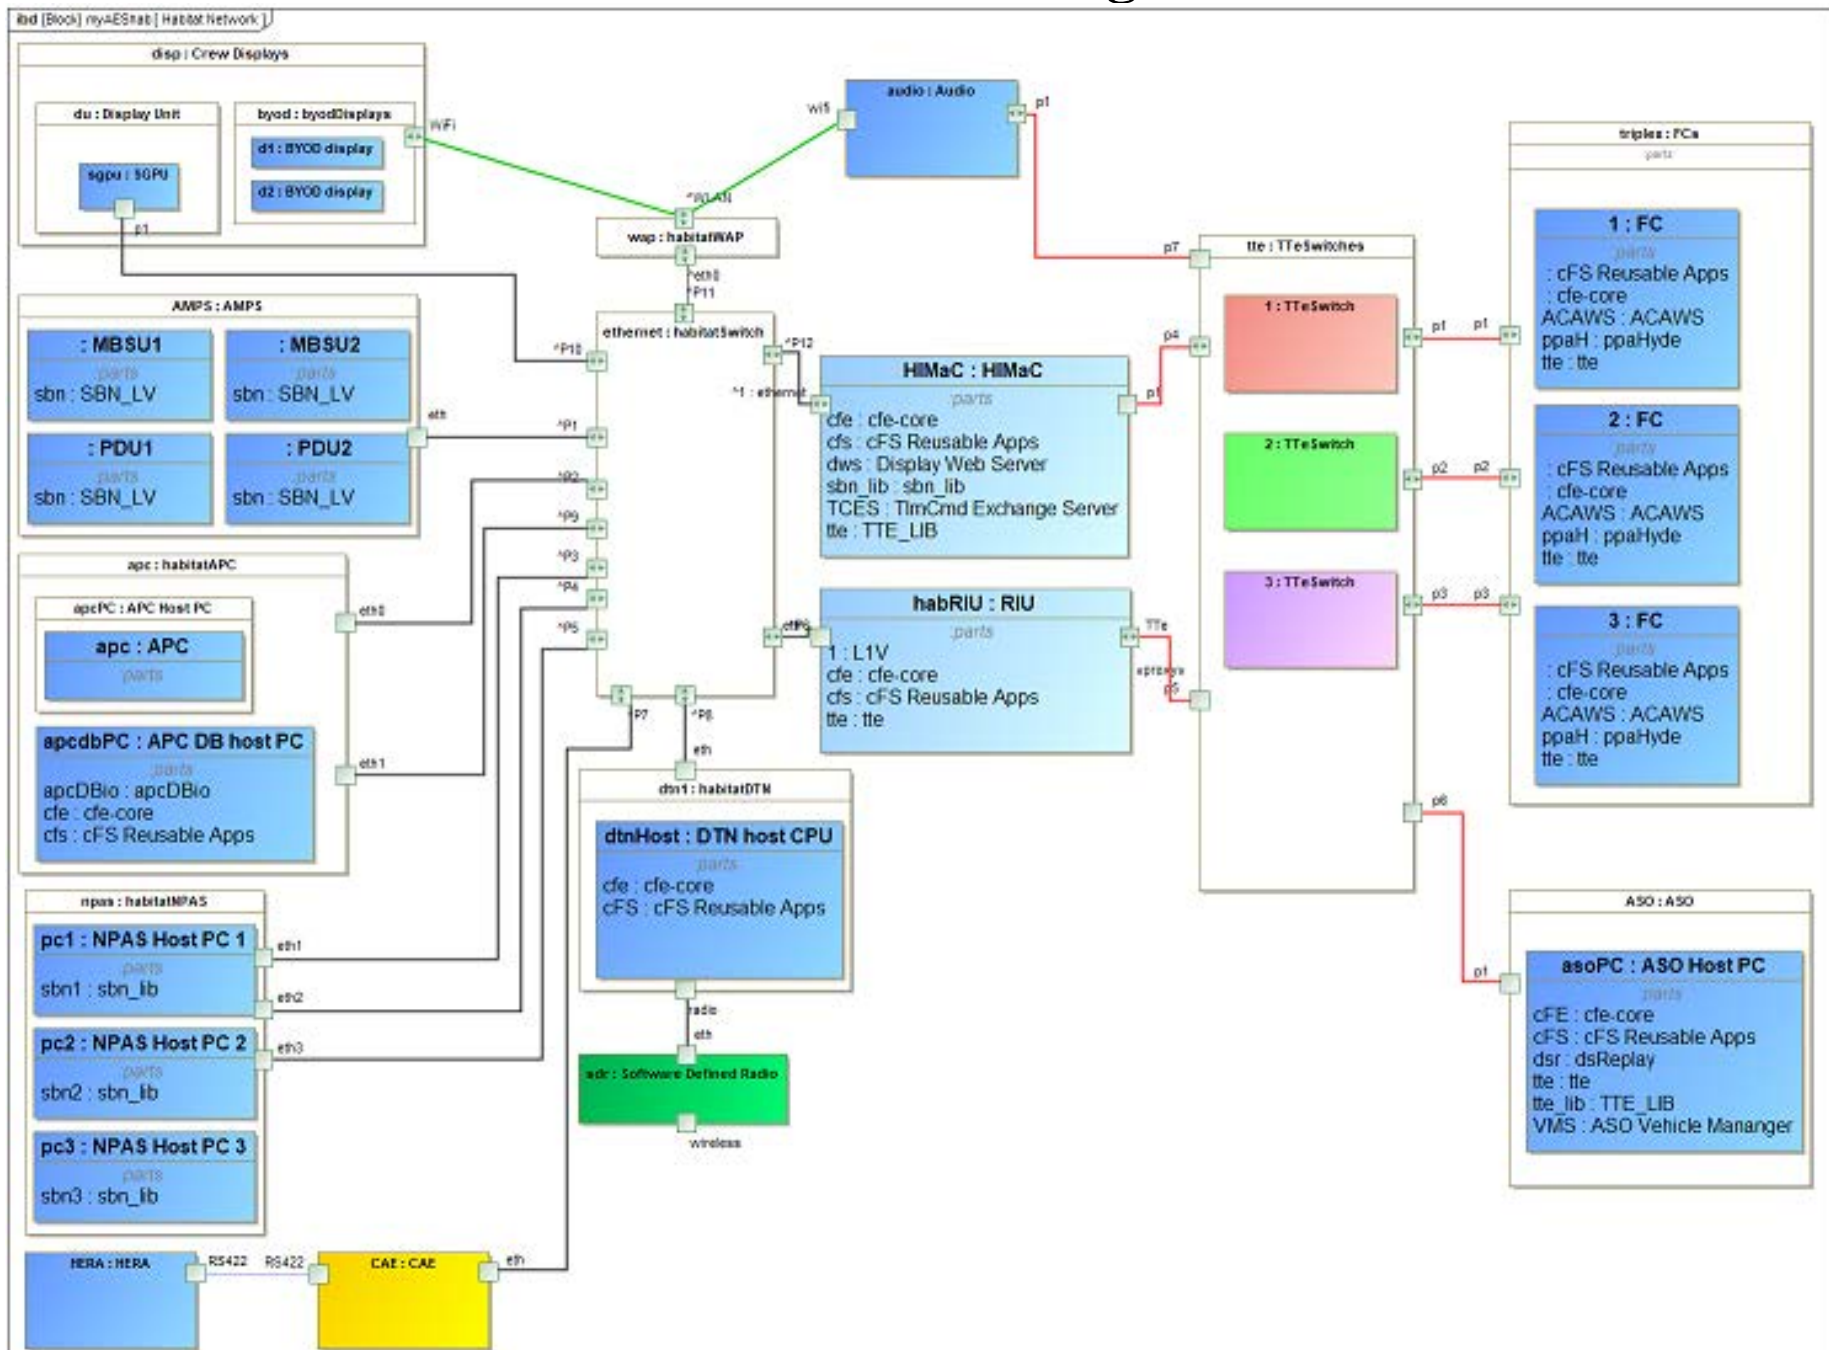 g
ibd [Block] myAEShab [ Habitat Network ]
disp : Crew Displays
du : Display Unit
sgpu : SGPU
p1
byod : byodDisplays
d1 : BYOD display
d2 : BYOD display
WiFi
audio : Audio
wifi
p1
^WLAN
wap : habitatWAP
^eth0
^P11
AMPS : AMPS
: MBSU1
parts
sbn : SBN_LV
: MBSU2
parts
sbn : SBN_LV
: PDU1
parts
sbn : SBN_LV
: PDU2
parts
sbn : SBN_LV
eth
ethernet : habitatSwitch
^P10
^P1
^P2
^P9
^P3
^P4
^P5
^P12
^P7
^P8
apc : habitatAPC
apcPC : APC Host PC
apc : APC
parts
eth0
apcdbPC : APC DB host PC
parts
apcDBio : apcDBio
cfe : cfe-core
cfs : cFS Reusable Apps
eth1
npas : habitatNPAS
pc1 : NPAS Host PC 1
parts
sbn1 : sbn_lib
eth1
eth2
pc2 : NPAS Host PC 2
parts
sbn2 : sbn_lib
eth3
pc3 : NPAS Host PC 3
parts
sbn3 : sbn_lib
HERA : HERA
RS422
RS422
CAE : CAE
eth
^1 : ethernet
HIMaC : HIMaC
parts
cfe : cfe-core
cfs : cFS Reusable Apps
dws : Display Web Server
sbn_lib : sbn_lib
TCES : TlmCmd Exchange Server
tte : TTE_LIB
p1
p4
habRIU : RIU
parts
1 : L1V
cfe : cfe-core
cfs : cFS Reusable Apps
tte : tte
TTe
p5
eth
dtn1 : habitatDTN
dtnHost : DTN host CPU
parts
cfe : cfe-core
cFS : cFS Reusable Apps
radio
eth
sdr : Software Defined Radio
wireless
tte : TTeSwitches
p7
1 : TTeSwitch
2 : TTeSwitch
3 : TTeSwitch
p1
p1
p2
p2
p3
p3
p6
triplex : FCs
parts
1 : FC
parts
: cFS Reusable Apps
: cfe-core
ACAWS : ACAWS
ppaH : ppaHyde
tte : tte
2 : FC
parts
: cFS Reusable Apps
: cfe-core
ACAWS : ACAWS
ppaH : ppaHyde
tte : tte
3 : FC
parts
: cFS Reusable Apps
: cfe-core
ACAWS : ACAWS
ppaH : ppaHyde
tte : tte
ASO : ASO
p1
asoPC : ASO Host PC
parts
cFE : cfe-core
cFS : cFS Reusable Apps
dsr : dsReplay
tte : tte
tte_lib : TTE_LIB
VMS : ASO Vehicle Mananger